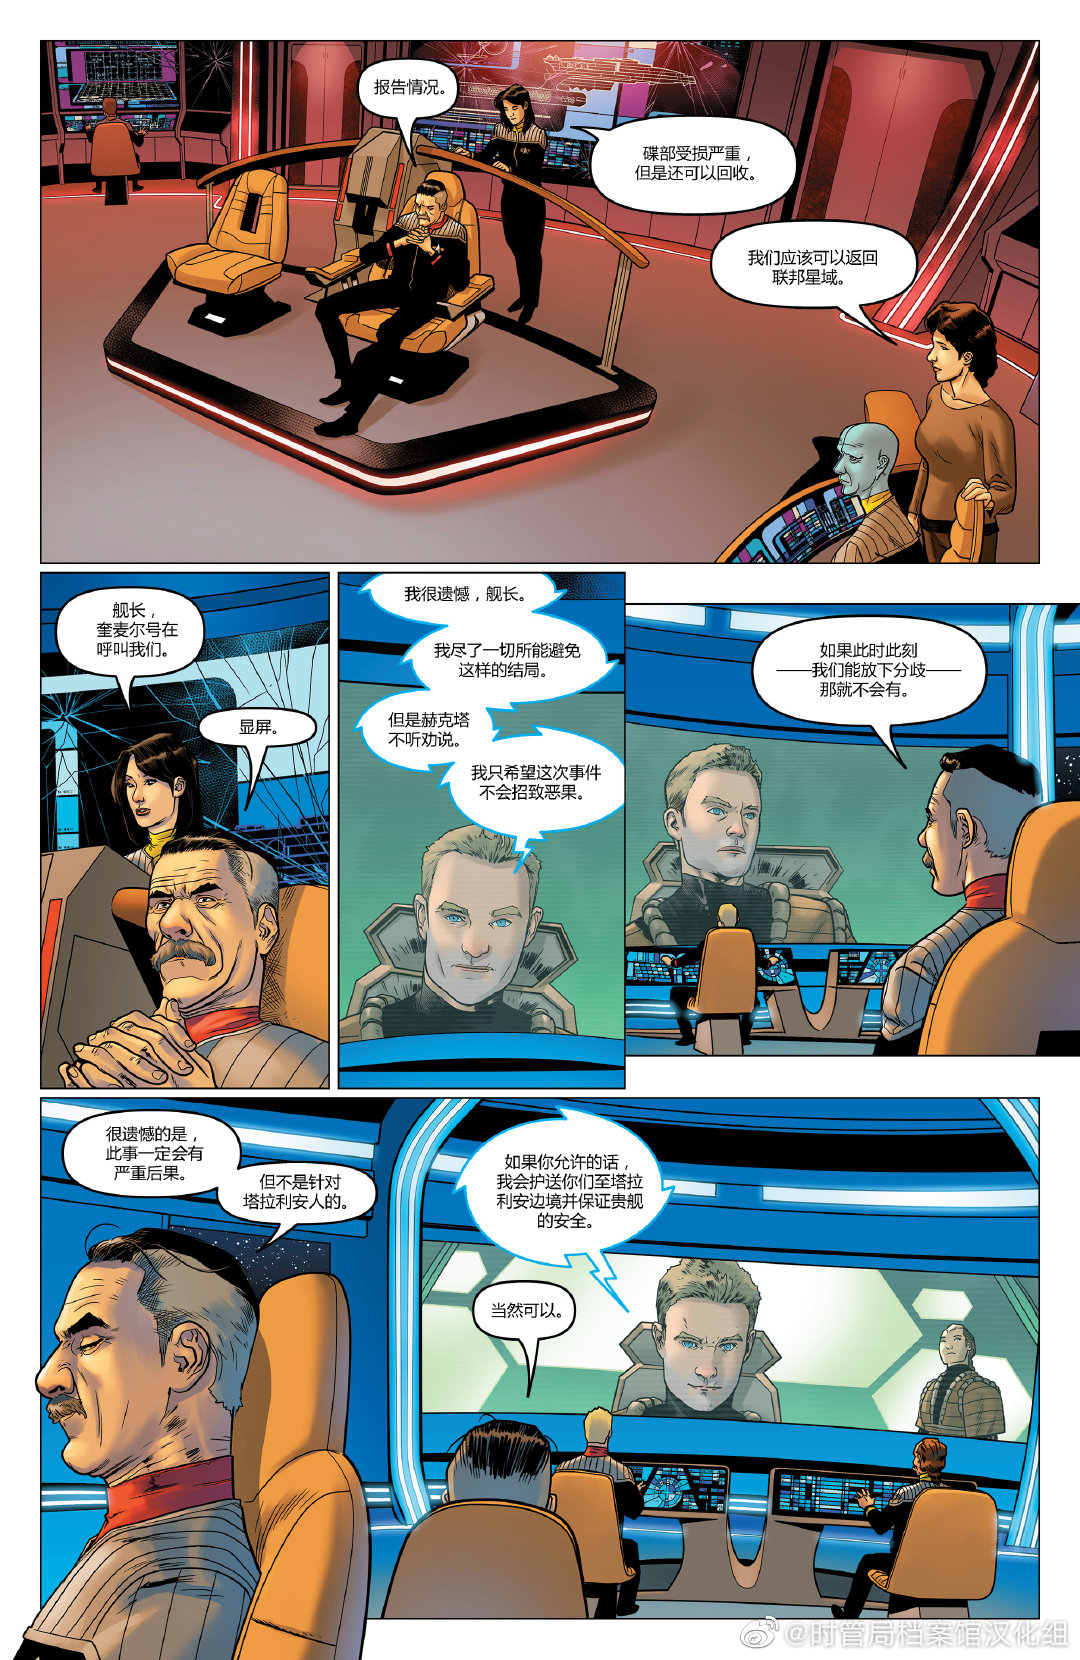 报告情况。
碟部受损严重，
但是还可以回收。
我们应该可以返回
联邦星域。
舰长，
奎麦尔号在
呼叫我们。
显屏。
我很遗憾，舰长。
我尽了一切所能避免
这样的结局。
但是赫克塔
不听劝说。
我只希望这次事件
不会招致恶果。
如果此时此刻
——我们能放下分歧——
那就不会有。
很遗憾的是，
此事一定会有
严重后果。
但不是针对
塔拉利安人的。
如果你允许的话，
我会护送你们至塔拉
利安边境并保证贵舰
的安全。
当然可以。
@时管局档案馆汉化组